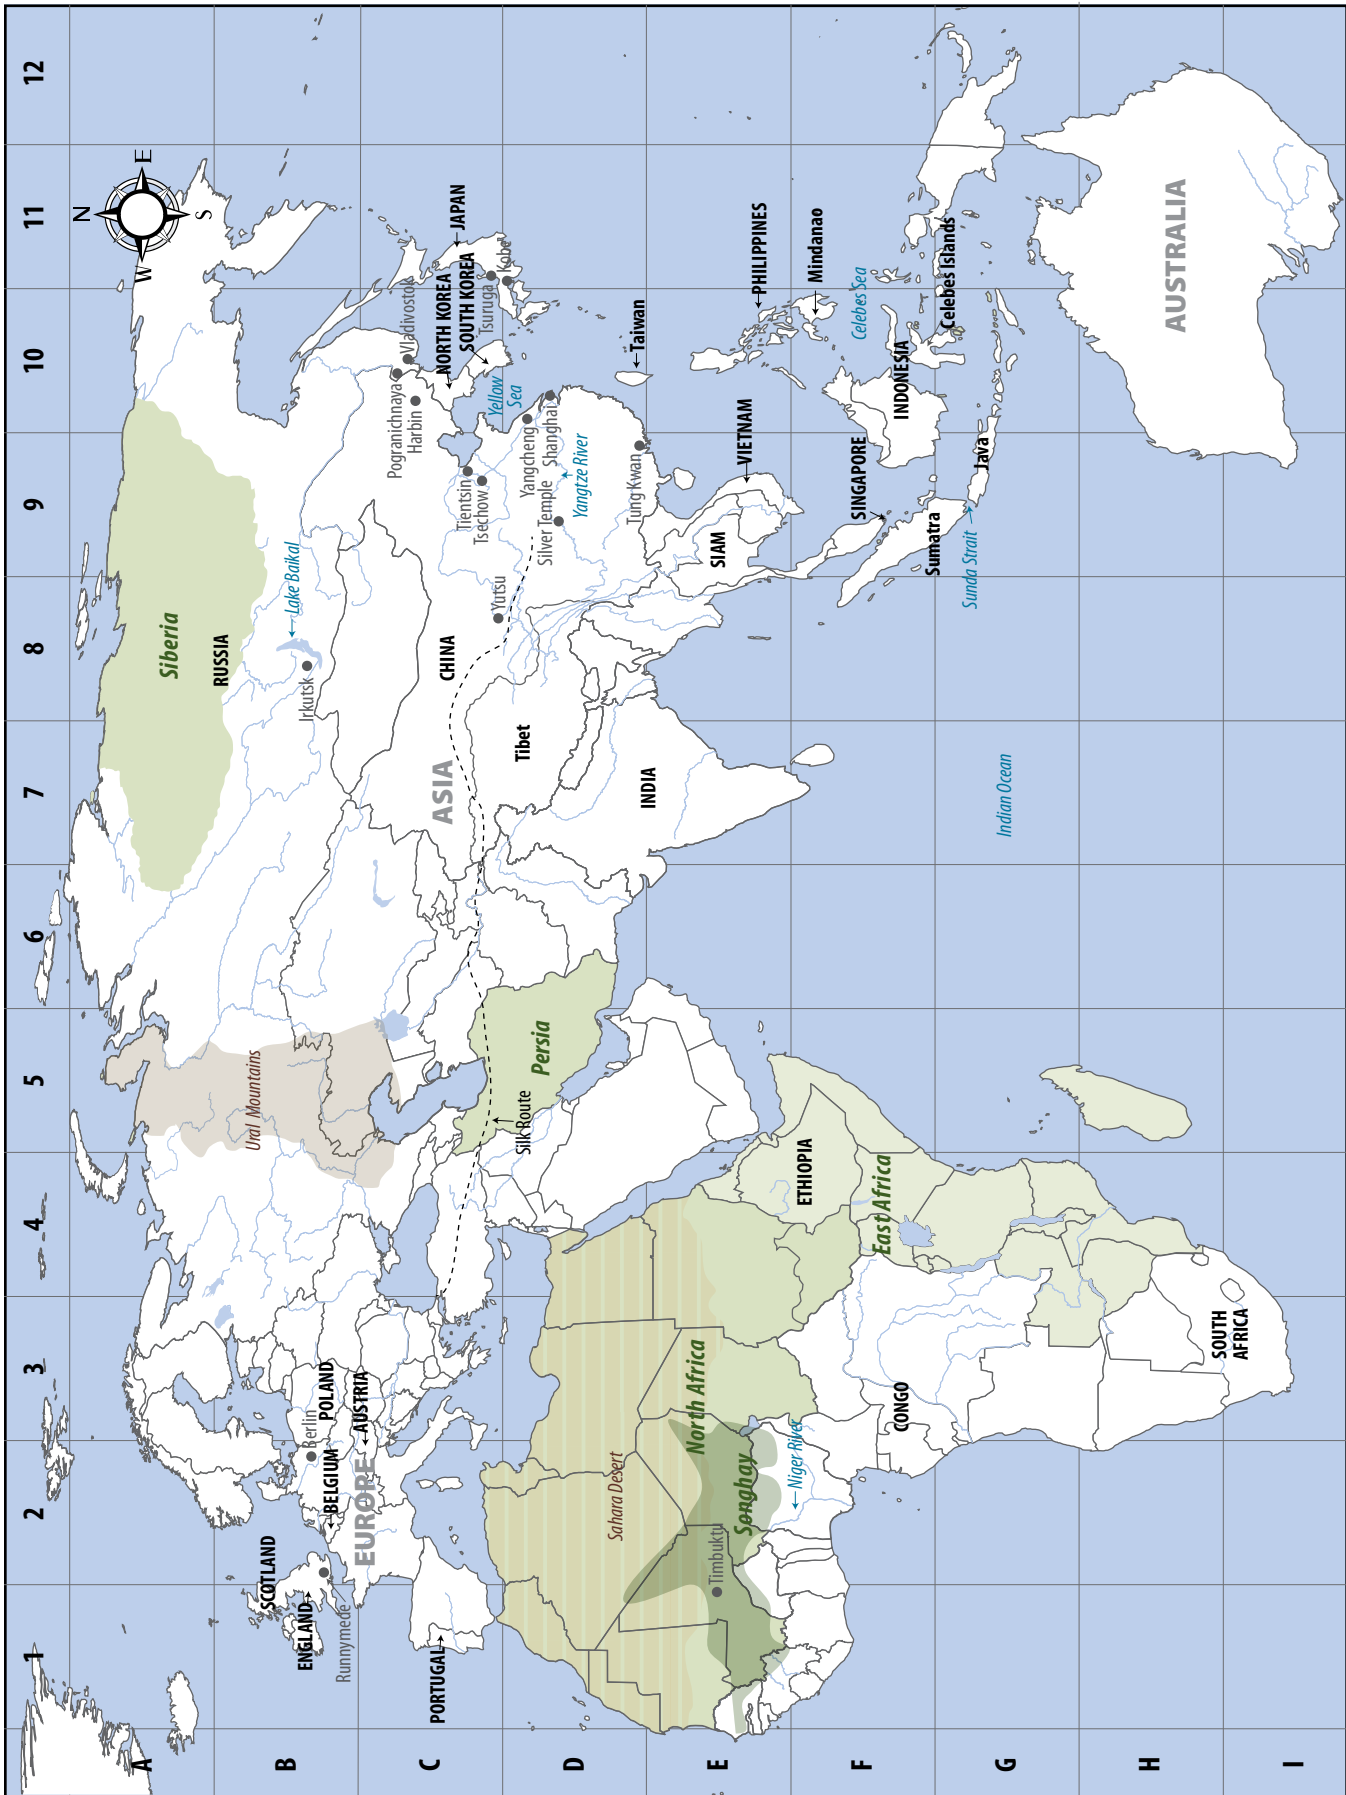 1
2
3
4
5
6
7
8
9
10
11
12
A
B
C
D
E
F
G
H
I
N
E
S
W
Siberia
RUSSIA
Ural Mountains
Lake Baikal
Irkutsk
SCOTLAND
ENGLAND
Runnymede
BELGIUM
Berlin
POLAND
AUSTRIA
EUROPE
PORTUGAL
ASIA
CHINA
Pogranichnaya
Harbin
Vladivostok
NORTH KOREA
SOUTH KOREA
JAPAN
Tsuruga
Kobe
Yellow
Sea
Tientsin
Tsechow
Yutsu
Yangcheng
Shanghai
Silver Temple
Yangtze River
Tung Kwan
Taiwan
Silk Route
Persia
Tibet
INDIA
SIAM
VIETNAM
PHILIPPINES
Mindanao
Celebes Sea
SINGAPORE
INDONESIA
Sumatra
Celebes Islands
Sunda Strait
Java
Indian Ocean
AUSTRALIA
Sahara Desert
North Africa
Songhay
Timbuktu
Niger River
ETHIOPIA
East Africa
CONGO
SOUTH
AFRICA